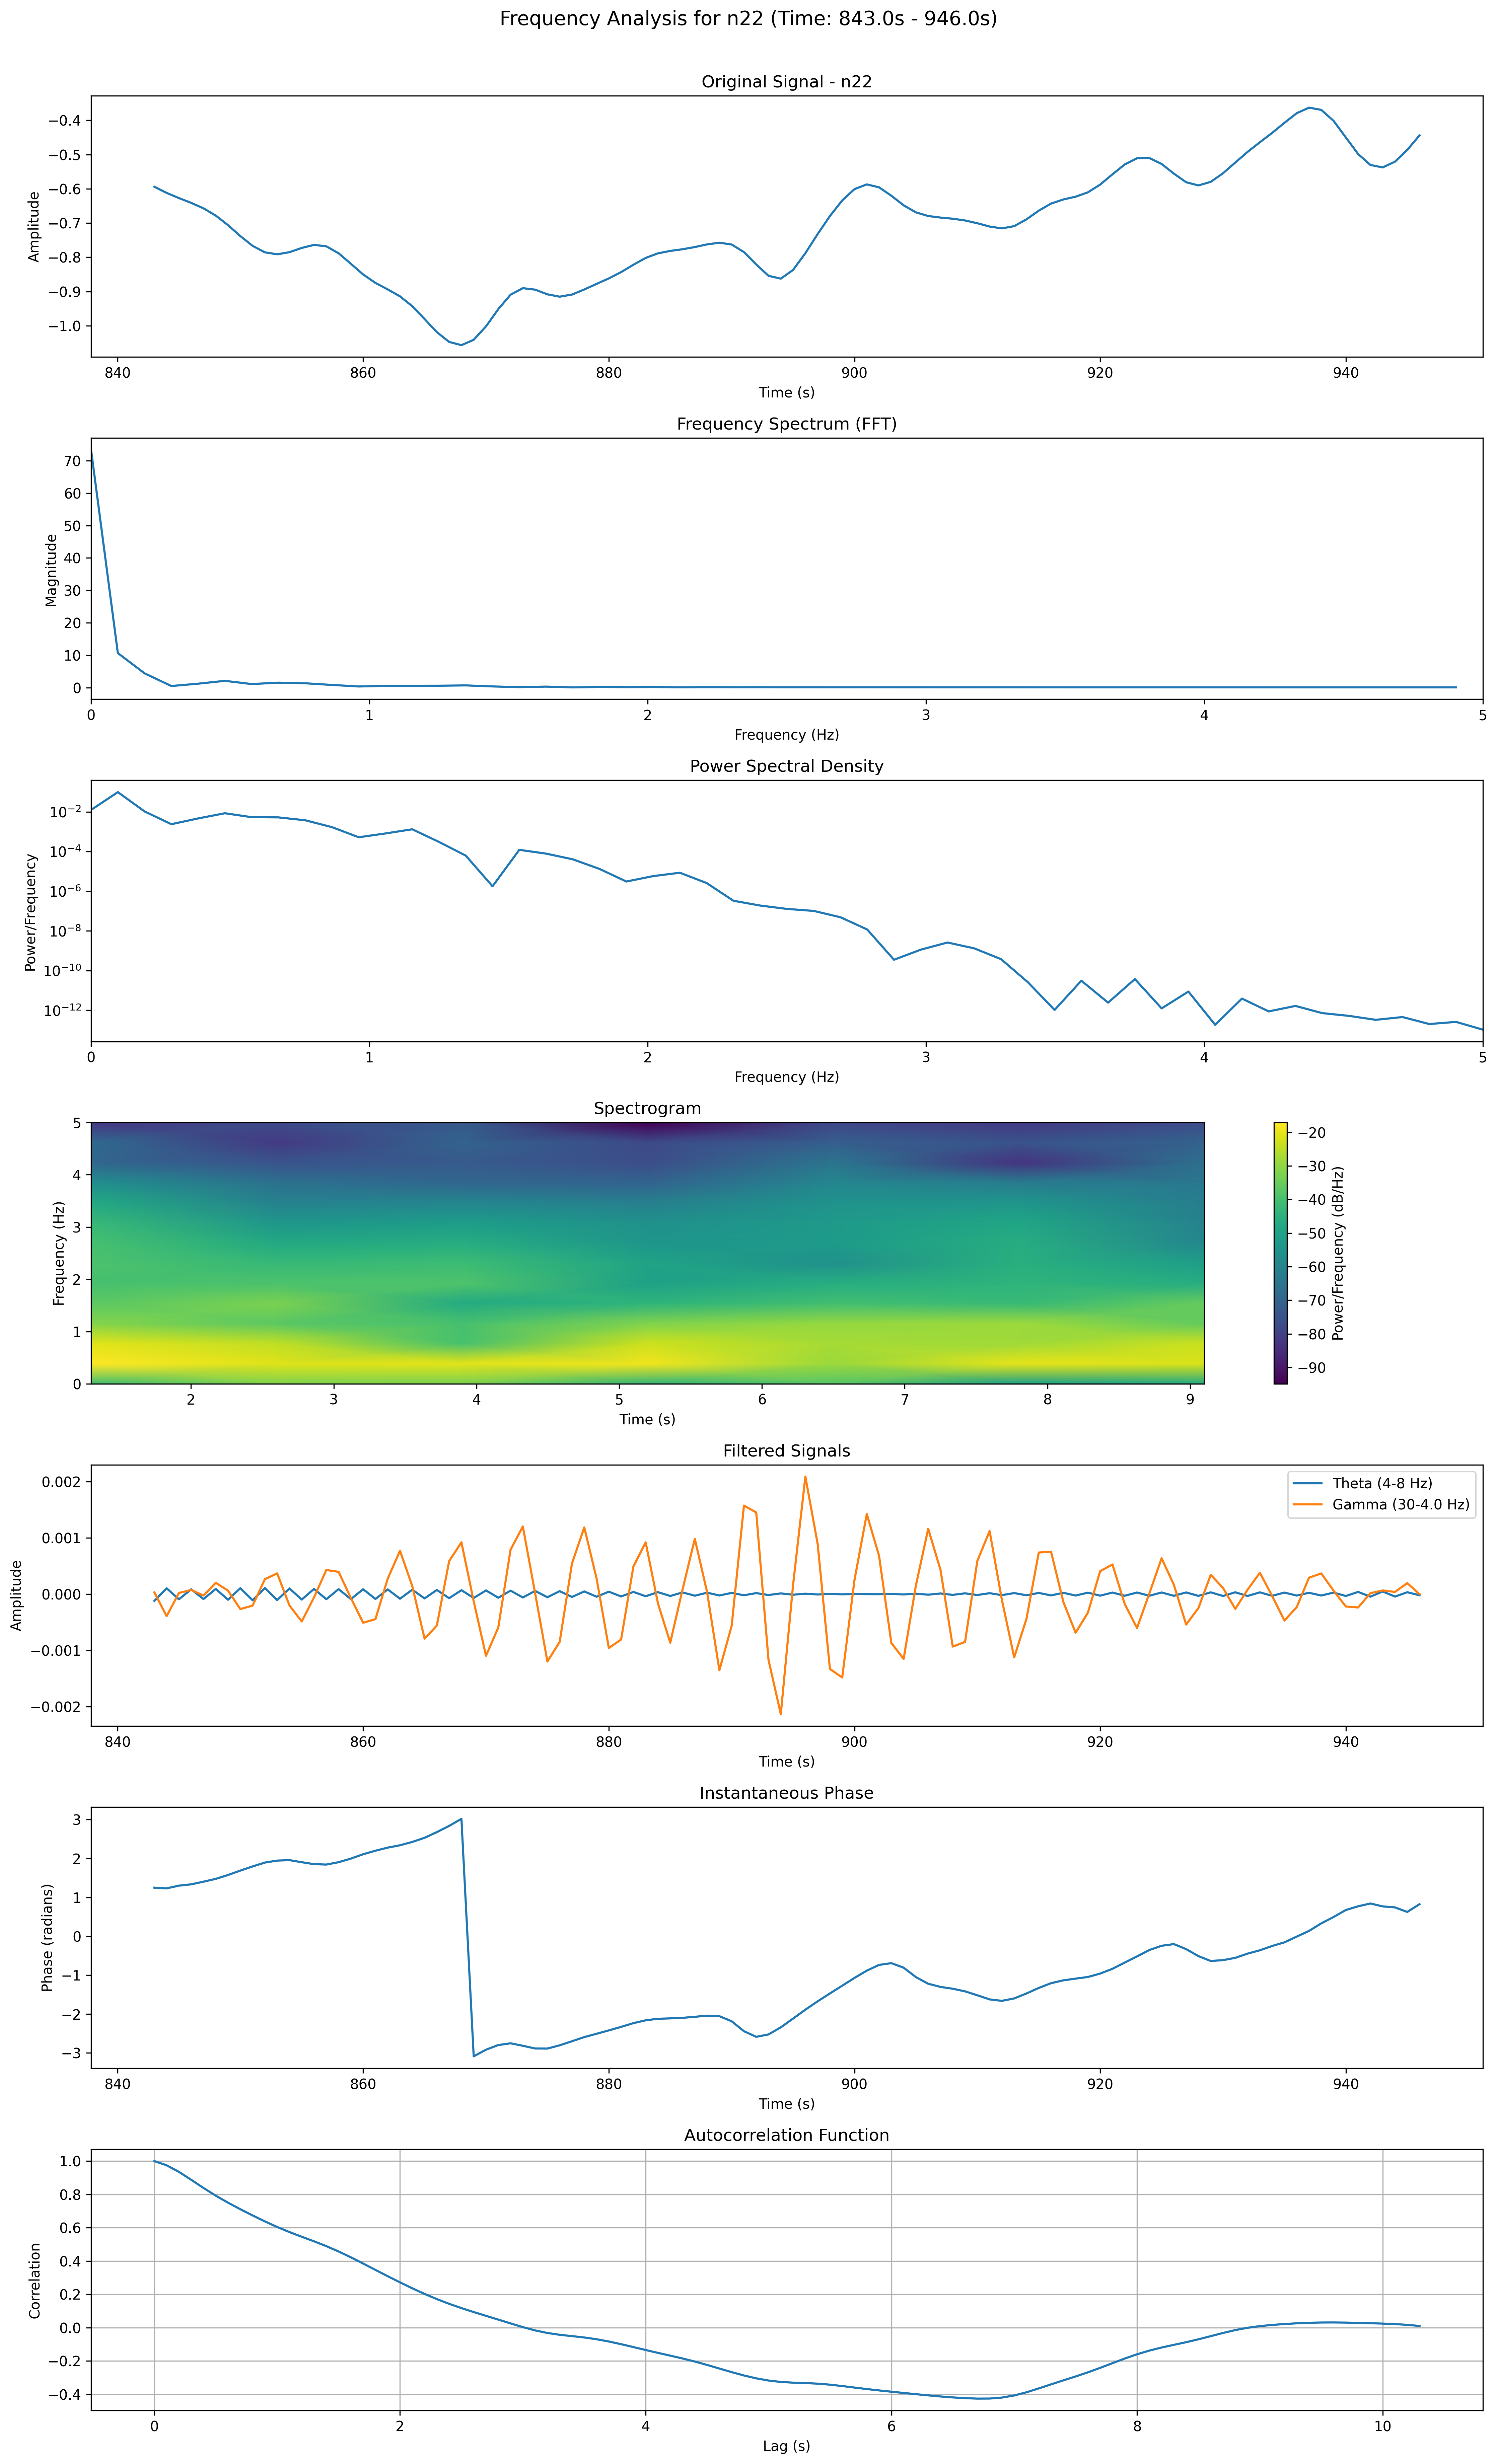 Frequency Analysis for n22 (Time: 843.0s - 946.0s)
Original Signal - n22
−0.4
−0.5
−0.6
−0.7
−0.8
−0.9
−1.0
Amplitude
840 860 880 900 920 940
Time (s)
Frequency Spectrum (FFT)
70
60
50
40
30
20
10
0
Magnitude
0 1 2 3 4 5
Frequency (Hz)
Power Spectral Density
10−2
10−4
10−6
10−8
10−10
10−12
Power/Frequency
0 1 2 3 4 5
Frequency (Hz)
Spectrogram
5
4
3
2
1
0
Frequency (Hz)
2 3 4 5 6 7 8 9
Time (s)
−20
−30
−40
−50
−60
−70
−80
−90
Power/Frequency (dB/Hz)
Filtered Signals
Theta (4-8 Hz)
Gamma (30-4.0 Hz)
0.002
0.001
0.000
−0.001
−0.002
Amplitude
840 860 880 900 920 940
Time (s)
Instantaneous Phase
3
2
1
0
−1
−2
−3
Phase (radians)
840 860 880 900 920 940
Time (s)
Autocorrelation Function
1.0
0.8
0.6
0.4
0.2
0.0
−0.2
−0.4
Correlation
0 2 4 6 8 10
Lag (s)